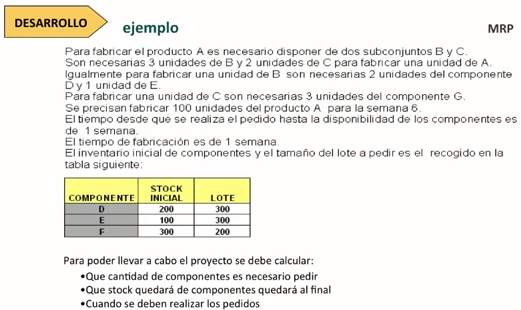 DESARROLLO
ejemplo
MRP
Para fabricar el producto A es necesario disponer de dos subconjuntos B y C.
Son necesarias 3 unidades de B y 2 unidades de C para fabricar una unidad de A.
Igualmente para fabricar una unidad de B son necesarias 2 unidades del componente
D y 1 unidad de E.
Para fabricar una unidad de C son necesarias 3 unidades del componente G.
Se precisan fabricar 100 unidades del producto A para la semana 6.
El tiempo desde que se realiza el pedido hasta la disponibilidad de los componentes es
de 1 semana.
El tiempo de fabricación es de 1 semana.
El inventario inicial de componentes y el tamaño del lote a pedir es el recogido en la
tabla siguiente:
COMPONENTE STOCK INICIAL LOTE
D 200 300
E 100 300
F 300 200
Para poder llevar a cabo el proyecto se debe calcular:
•Que cantidad de componentes es necesario pedir
•Que stock quedará de componentes quedará al final
•Cuando se deben realizar los pedidos